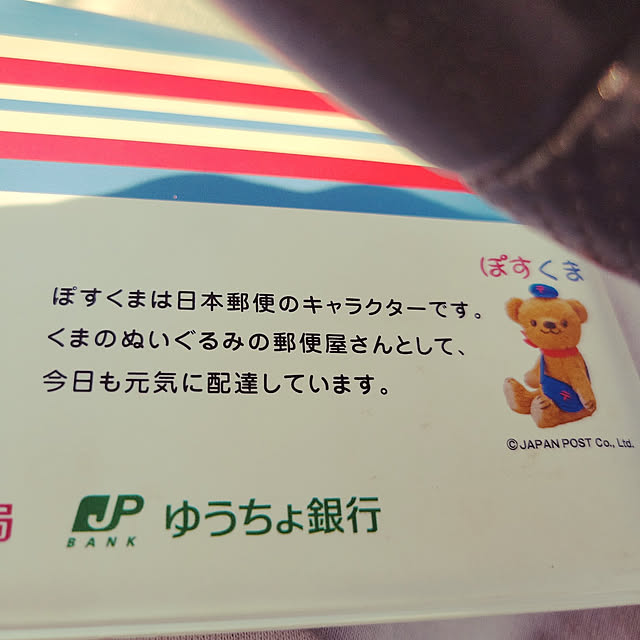 ぽすくま
ぽすくまは日本郵便のキャラクターです。
くまのぬいぐるみの郵便屋さんとして、
今日も元気に配達しています。
©JAPAN POST Co., Ltd.
局
JP
BANK
ゆうちょ銀行